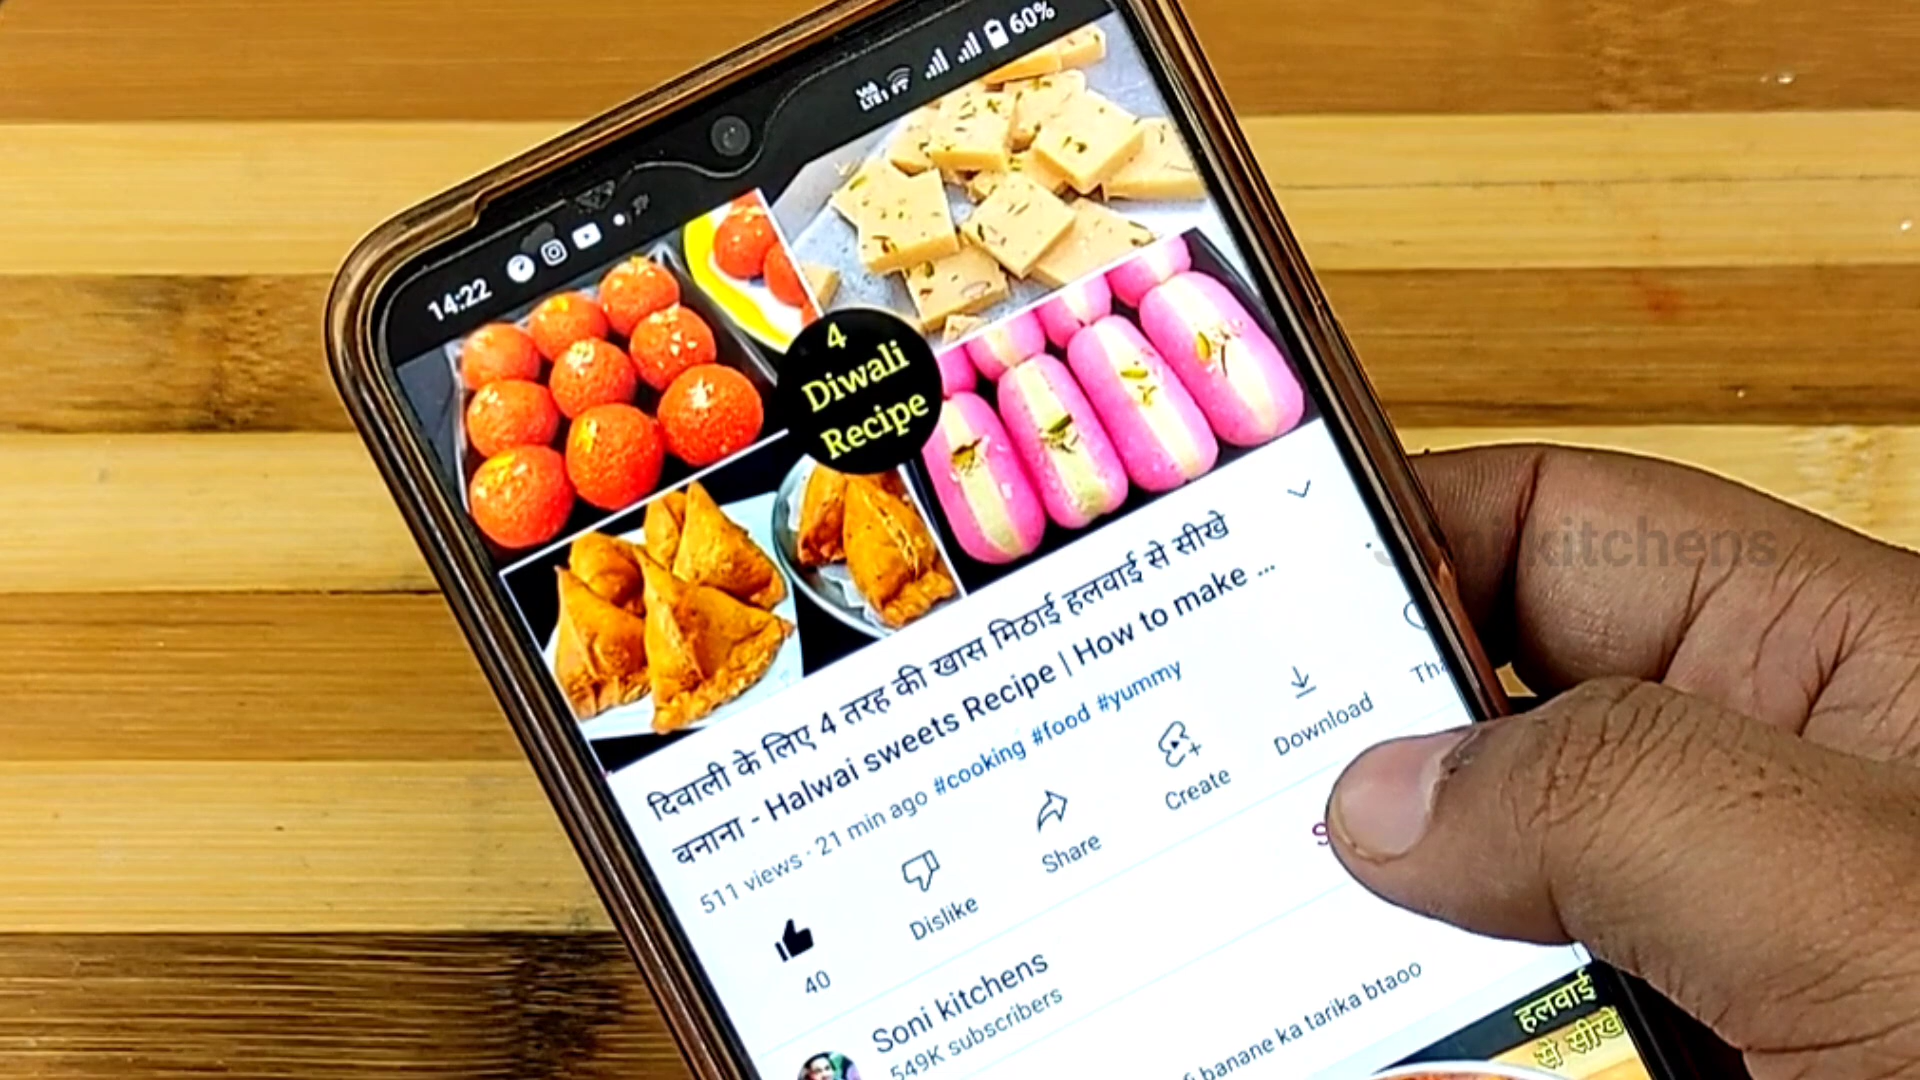 14:22
60%
4
Diwali
Recipe
दिवाली के लिए 4 तरह की खास मिठाई हलवाई से सीखे
बनाना - Halwai sweets Recipe | How to make ...
511 views · 21 min ago #cooking #food #yummy
40
Dislike
Share
Create
Download
Soni kitchens
549K subscribers
banane ka tarika btaoo
हलवाई
से सीखे
Soni kitchens